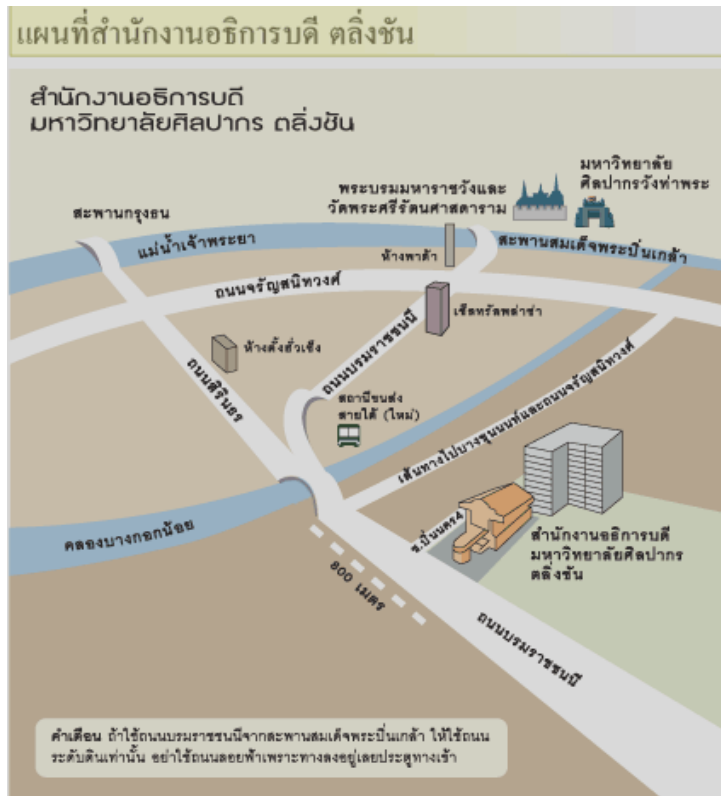 แผนที่สำนักงานอธิการบดี ตลิ่งชัน
สำนักงานอธิการบดี
มหาวิทยาลัยศิลปากร ตลิ่งชัน
มหาวิทยาลัย
ศิลปากรวังท่าพระ
พระบรมมหาราชวังและ
วัดพระศรีรัตนศาสดาราม
สะพานกรุงธน
แม่น้ำเจ้าพระยา
สะพานสมเด็จพระปิ่นเกล้า
ห้างพาต้า
ถนนจรัญสนิทวงศ์
เซ็ลทรัลพล่าซ่า
ห้างตั้งฮั่วเส็ง
ถนนสิรินธร
ถนนบรมราชชนนี
สถานีขนส่ง
สายใต้ (ใหม่)
เส้นทางไปบางขุนนนท์และถนนจรัญสนิทวงศ์
คลองบางกอกน้อย
ซ.ปิ่นนคร4
สำนักงานอธิการบดี
มหาวิทยาลัยศิลปากร
ตลิ่งชัน
800 เมตร
ถนนบรมราชชนนี
คำเตือน ถ้าใช้ถนนบรมราชชนนีจากสะพานสมเด็จพระปิ่นเกล้า ให้ใช้ถนน
ระดับดินเท่านั้น อย่าใช้ถนนลอยฟ้าเพราะทางลงอยู่เลยประตูทางเข้า